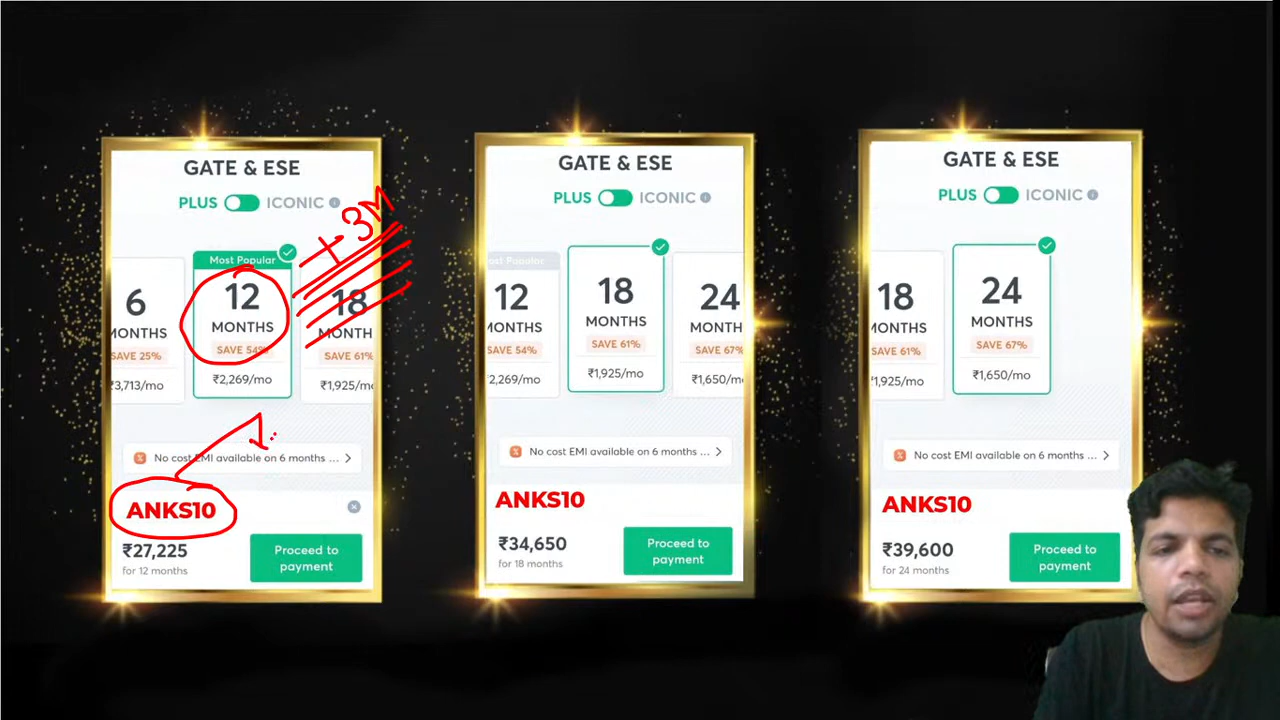 GATE & ESE
PLUS ICONIC
Most Popular
6 12 18
MONTHS MONTHS MONTHS
SAVE 25% SAVE 54% SAVE 61%
₹3,713/mo ₹2,269/mo ₹1,925/mo
+3M
No cost EMI available on 6 months ...
ANKS10
₹27,225
for 12 months
Proceed to
payment
GATE & ESE
PLUS ICONIC
Most Popular
12 18 24
MONTHS MONTHS MONTHS
SAVE 54% SAVE 61% SAVE 67%
2,269/mo ₹1,925/mo ₹1,650/mo
No cost EMI available on 6 months ...
ANKS10
₹34,650
for 18 months
Proceed to
payment
GATE & ESE
PLUS ICONIC
18 24
MONTHS MONTHS
SAVE 61% SAVE 67%
₹1,925/mo ₹1,650/mo
No cost EMI available on 6 months ...
ANKS10
₹39,600
for 24 months
Proceed to
payment